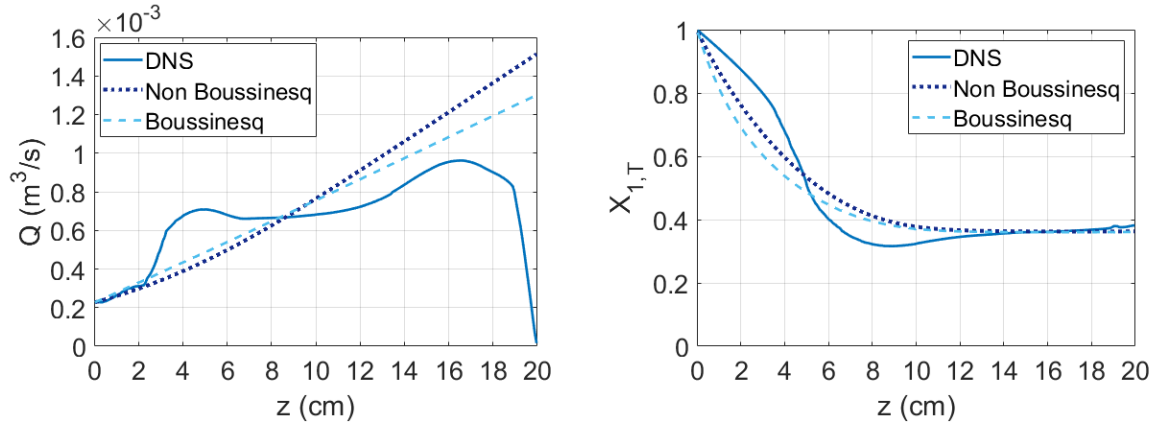 ×10⁻³
1.6
1.4
1.2
1
0.8
0.6
0.4
0.2
0
Q (m³/s)
DNS
Non Boussinesq
Boussinesq
0 2 4 6 8 10 12 14 16 18 20
z (cm)
1
0.8
0.6
0.4
0.2
0
X1,T
DNS
Non Boussinesq
Boussinesq
0 2 4 6 8 10 12 14 16 18 20
z (cm)